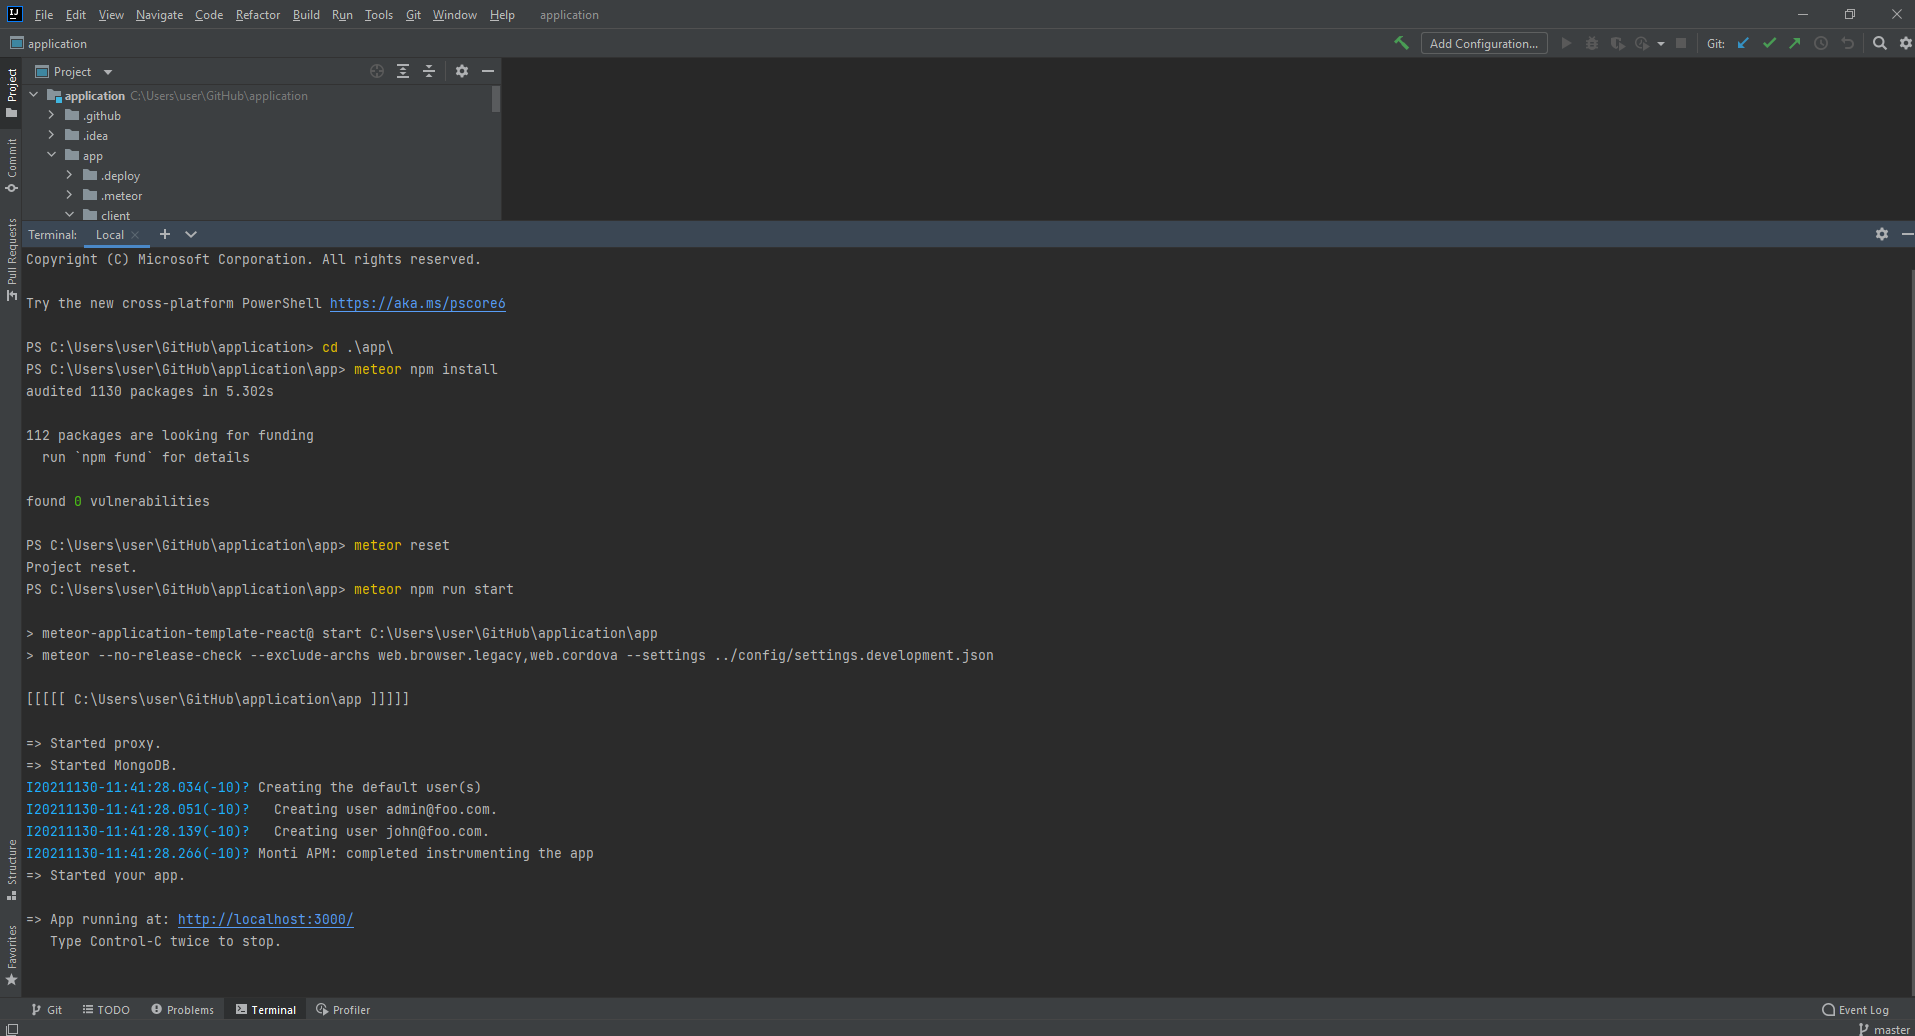 IJ File Edit View Navigate Code Refactor Build Run Tools Git Window Help application
application Add Configuration... Git:
Project
Project
application C:\Users\user\GitHub\application
.github
.idea
app
.deploy
.meteor
client
Commit
Pull Requests
Terminal: Local
Copyright (C) Microsoft Corporation. All rights reserved.
Try the new cross-platform PowerShell https://aka.ms/pscore6
PS C:\Users\user\GitHub\application> cd .\app\
PS C:\Users\user\GitHub\application\app> meteor npm install
audited 1130 packages in 5.302s
112 packages are looking for funding
run `npm fund` for details
found 0 vulnerabilities
PS C:\Users\user\GitHub\application\app> meteor reset
Project reset.
PS C:\Users\user\GitHub\application\app> meteor npm run start
> meteor-application-template-react@ start C:\Users\user\GitHub\application\app
> meteor --no-release-check --exclude-archs web.browser.legacy,web.cordova --settings ../config/settings.development.json
[[[[[ C:\Users\user\GitHub\application\app ]]]]]
=> Started proxy.
=> Started MongoDB.
I20211130-11:41:28.034(-10)? Creating the default user(s)
I20211130-11:41:28.051(-10)?   Creating user admin@foo.com.
I20211130-11:41:28.139(-10)?   Creating user john@foo.com.
I20211130-11:41:28.266(-10)? Monti APM: completed instrumenting the app
=> Started your app.
=> App running at: http://localhost:3000/
Type Control-C twice to stop.
Structure
Favorites
Git TODO Problems Terminal Profiler Event Log
master